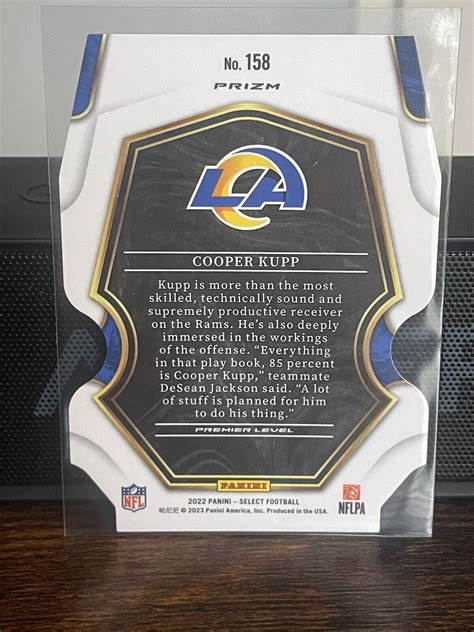 No. 158
PRIZM
LA
COOPER KUPP
Kupp is more than the most
skilled, technically sound and
supremely productive receiver
on the Rams. He's also deeply
immersed in the workings
of the offense. “Everything
in that play book, 85 percent
is Cooper Kupp,” teammate
DeSean Jackson said. “A lot
of stuff is planned for him
to do his thing.”
PREMIER LEVEL
PANINI
NFL
2022 PANINI – SELECT FOOTBALL
帕尼尼 © 2023 Panini America, Inc. Produced in the USA.
NFLPA